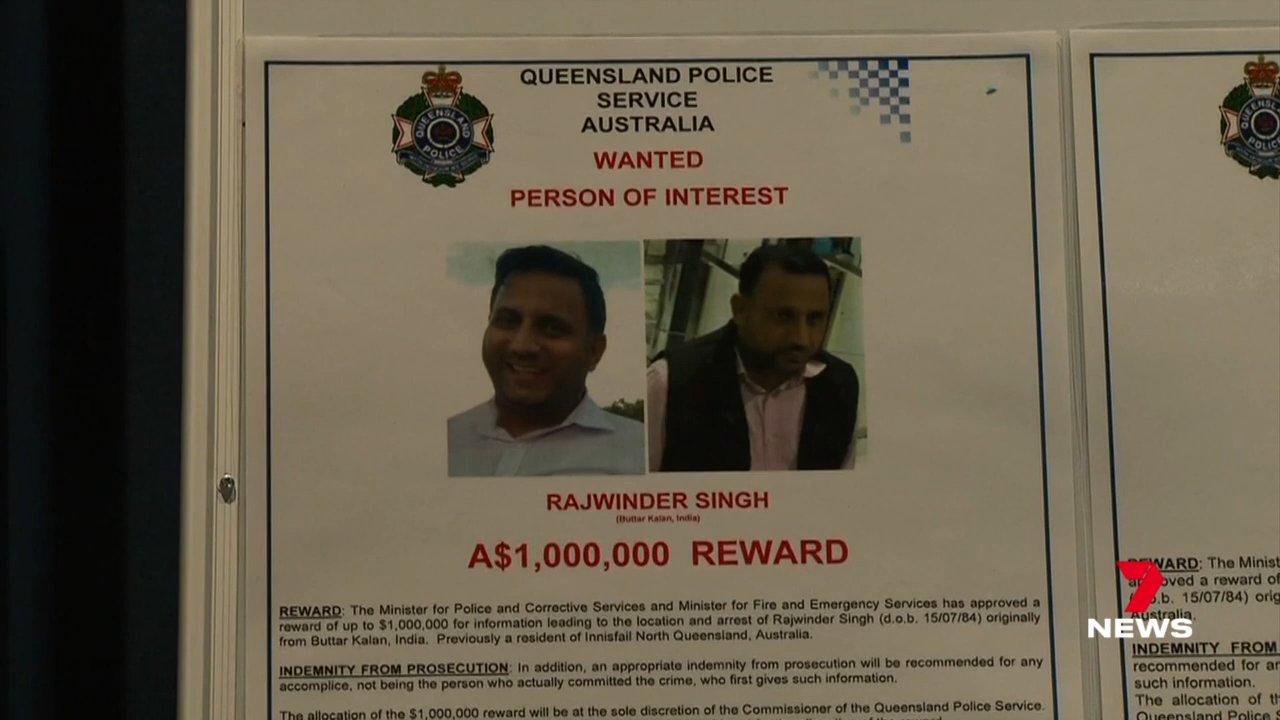 QUEENSLAND POLICE
SERVICE
AUSTRALIA
WANTED
PERSON OF INTEREST
QUEENSLAND
POLICE
RAJWINDER SINGH
(Buttar Kalan, India)
A$1,000,000 REWARD
REWARD: The Minister for Police and Corrective Services and Minister for Fire and Emergency Services has approved a
reward of up to $1,000,000 for information leading to the location and arrest of Rajwinder Singh (d.o.b. 15/07/84) originally
from Buttar Kalan, India. Previously a resident of Innisfail North Queensland, Australia.
INDEMNITY FROM PROSECUTION: In addition, an appropriate indemnity from prosecution will be recommended for any
accomplice, not being the person who actually committed the crime, who first gives such information.
The allocation of the $1,000,000 reward will be at the sole discretion of the Commissioner of the Queensland Police Service.
REWARD: The Minist
approved a reward of
(d.o.b. 15/07/84) orig
Australia.
INDEMNITY FROM
recommended for an
such information.
The allocation of th
Queensland Police S
7
NEWS